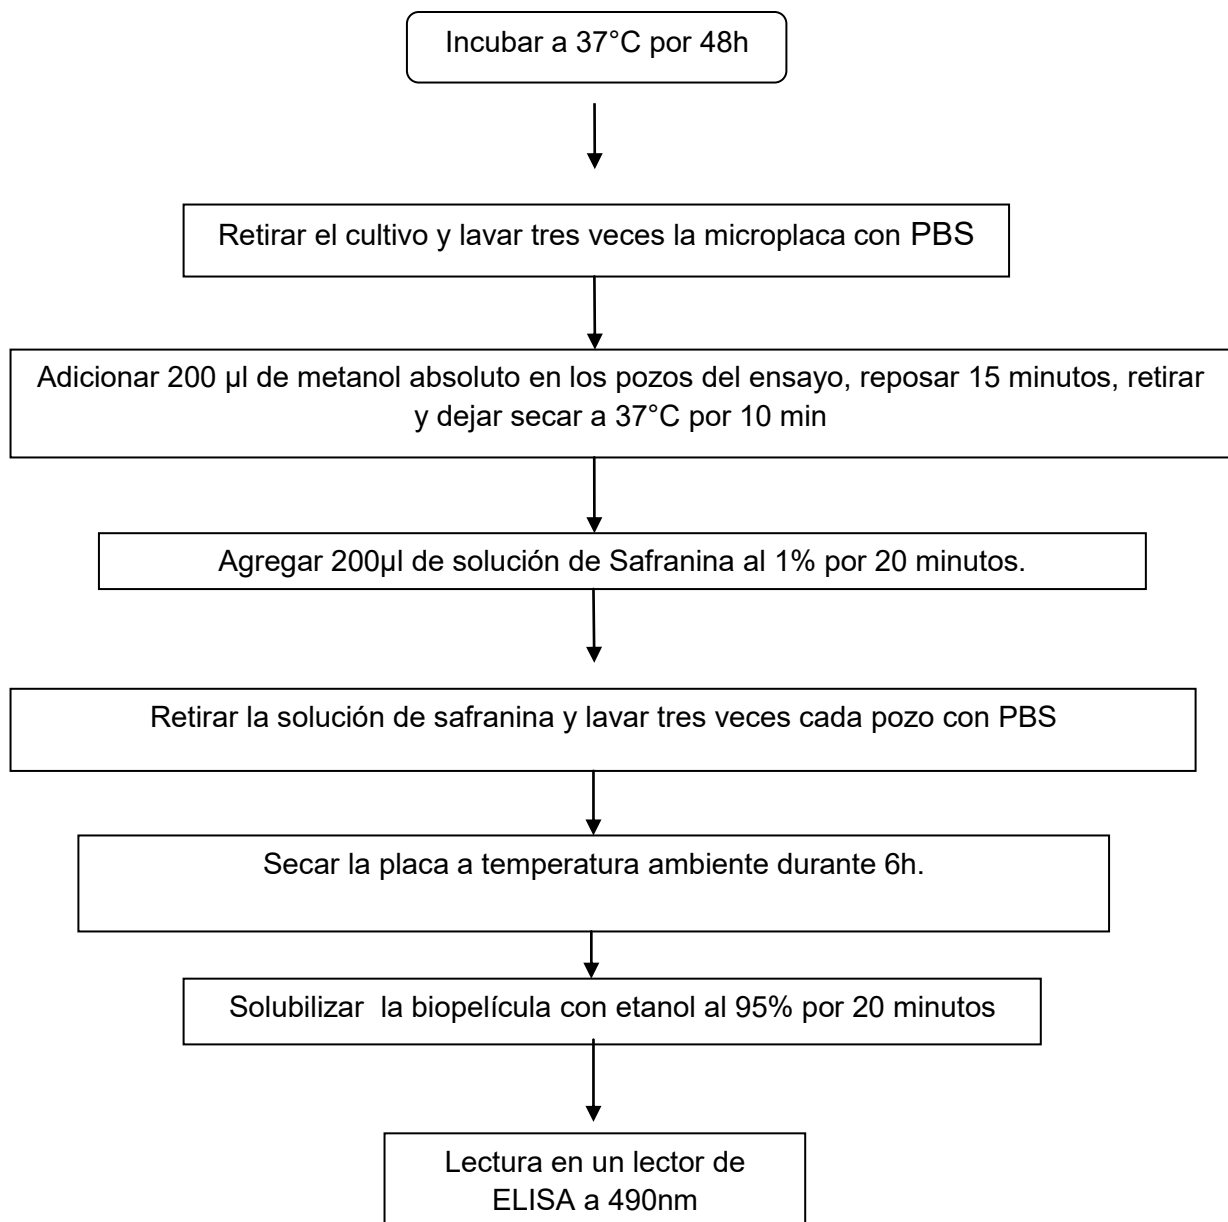 Incubar a 37°C por 48h
Retirar el cultivo y lavar tres veces la microplaca con PBS
Adicionar 200 µl de metanol absoluto en los pozos del ensayo, reposar 15 minutos, retirar
y dejar secar a 37°C por 10 min
Agregar 200µl de solución de Safranina al 1% por 20 minutos.
Retirar la solución de safranina y lavar tres veces cada pozo con PBS
Secar la placa a temperatura ambiente durante 6h.
Solubilizar  la biopelícula con etanol al 95% por 20 minutos
Lectura en un lector de
ELISA a 490nm